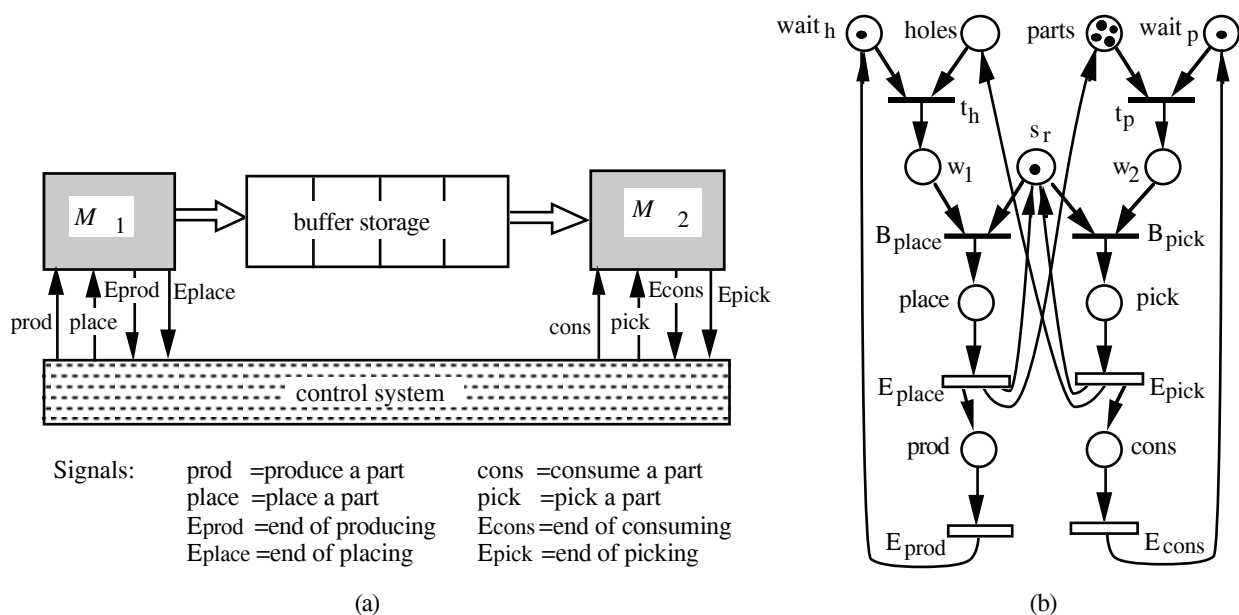 M 1
buffer storage
M 2
prod
place
Eprod
Eplace
cons
pick
Econs
Epick
control system
Signals:
prod =produce a part
cons =consume a part
place =place a part
pick =pick a part
Eprod =end of producing
Econs =end of consuming
Eplace =end of placing
Epick =end of picking
(a)
wait h
holes
parts
wait p
t h
t p
s r
w 1
w 2
B place
B pick
place
pick
E place
E pick
prod
cons
E prod
E cons
(b)